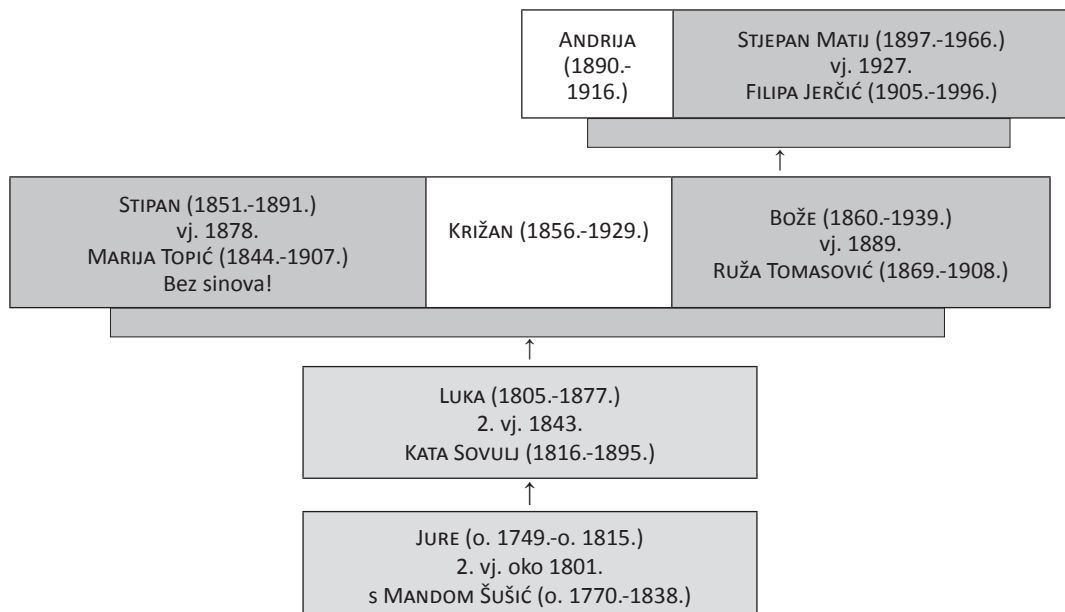 Andrija
(1890.-
1916.)
Stjepan Matij (1897.-1966.)
vj. 1927.
Filipa Jerčić (1905.-1996.)
↑
Stipan (1851.-1891.)
vj. 1878.
Marija Topić (1844.-1907.)
Bez sinova!
Križan (1856.-1929.)
Bože (1860.-1939.)
vj. 1889.
Ruža Tomasović (1869.-1908.)
↑
Luka (1805.-1877.)
2. vj. 1843.
Kata Sovulj (1816.-1895.)
↑
Jure (o. 1749.-o. 1815.)
2. vj. oko 1801.
s Mandom Šušić (o. 1770.-1838.)